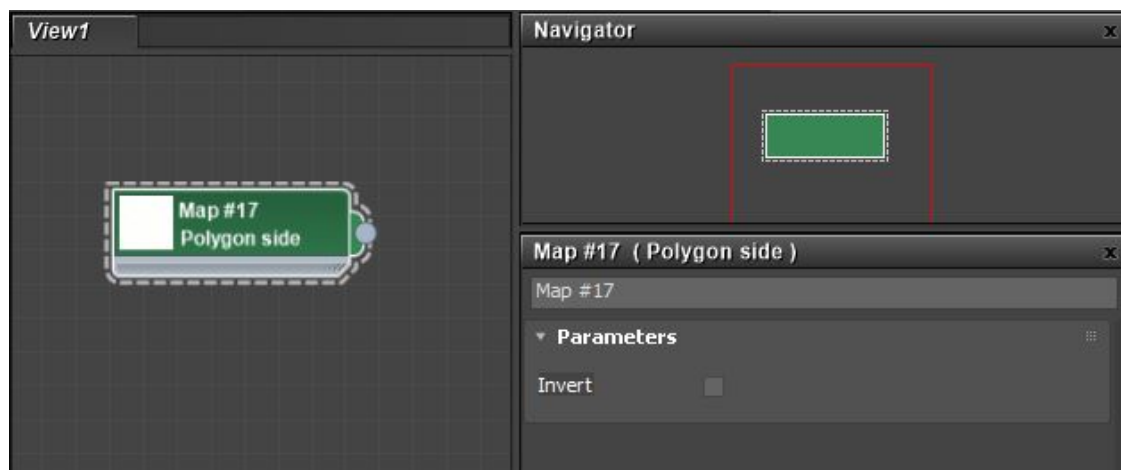 View1
Map #17
Polygon side
Navigator
x
Map #17 ( Polygon side )
x
Map #17
Parameters
Invert